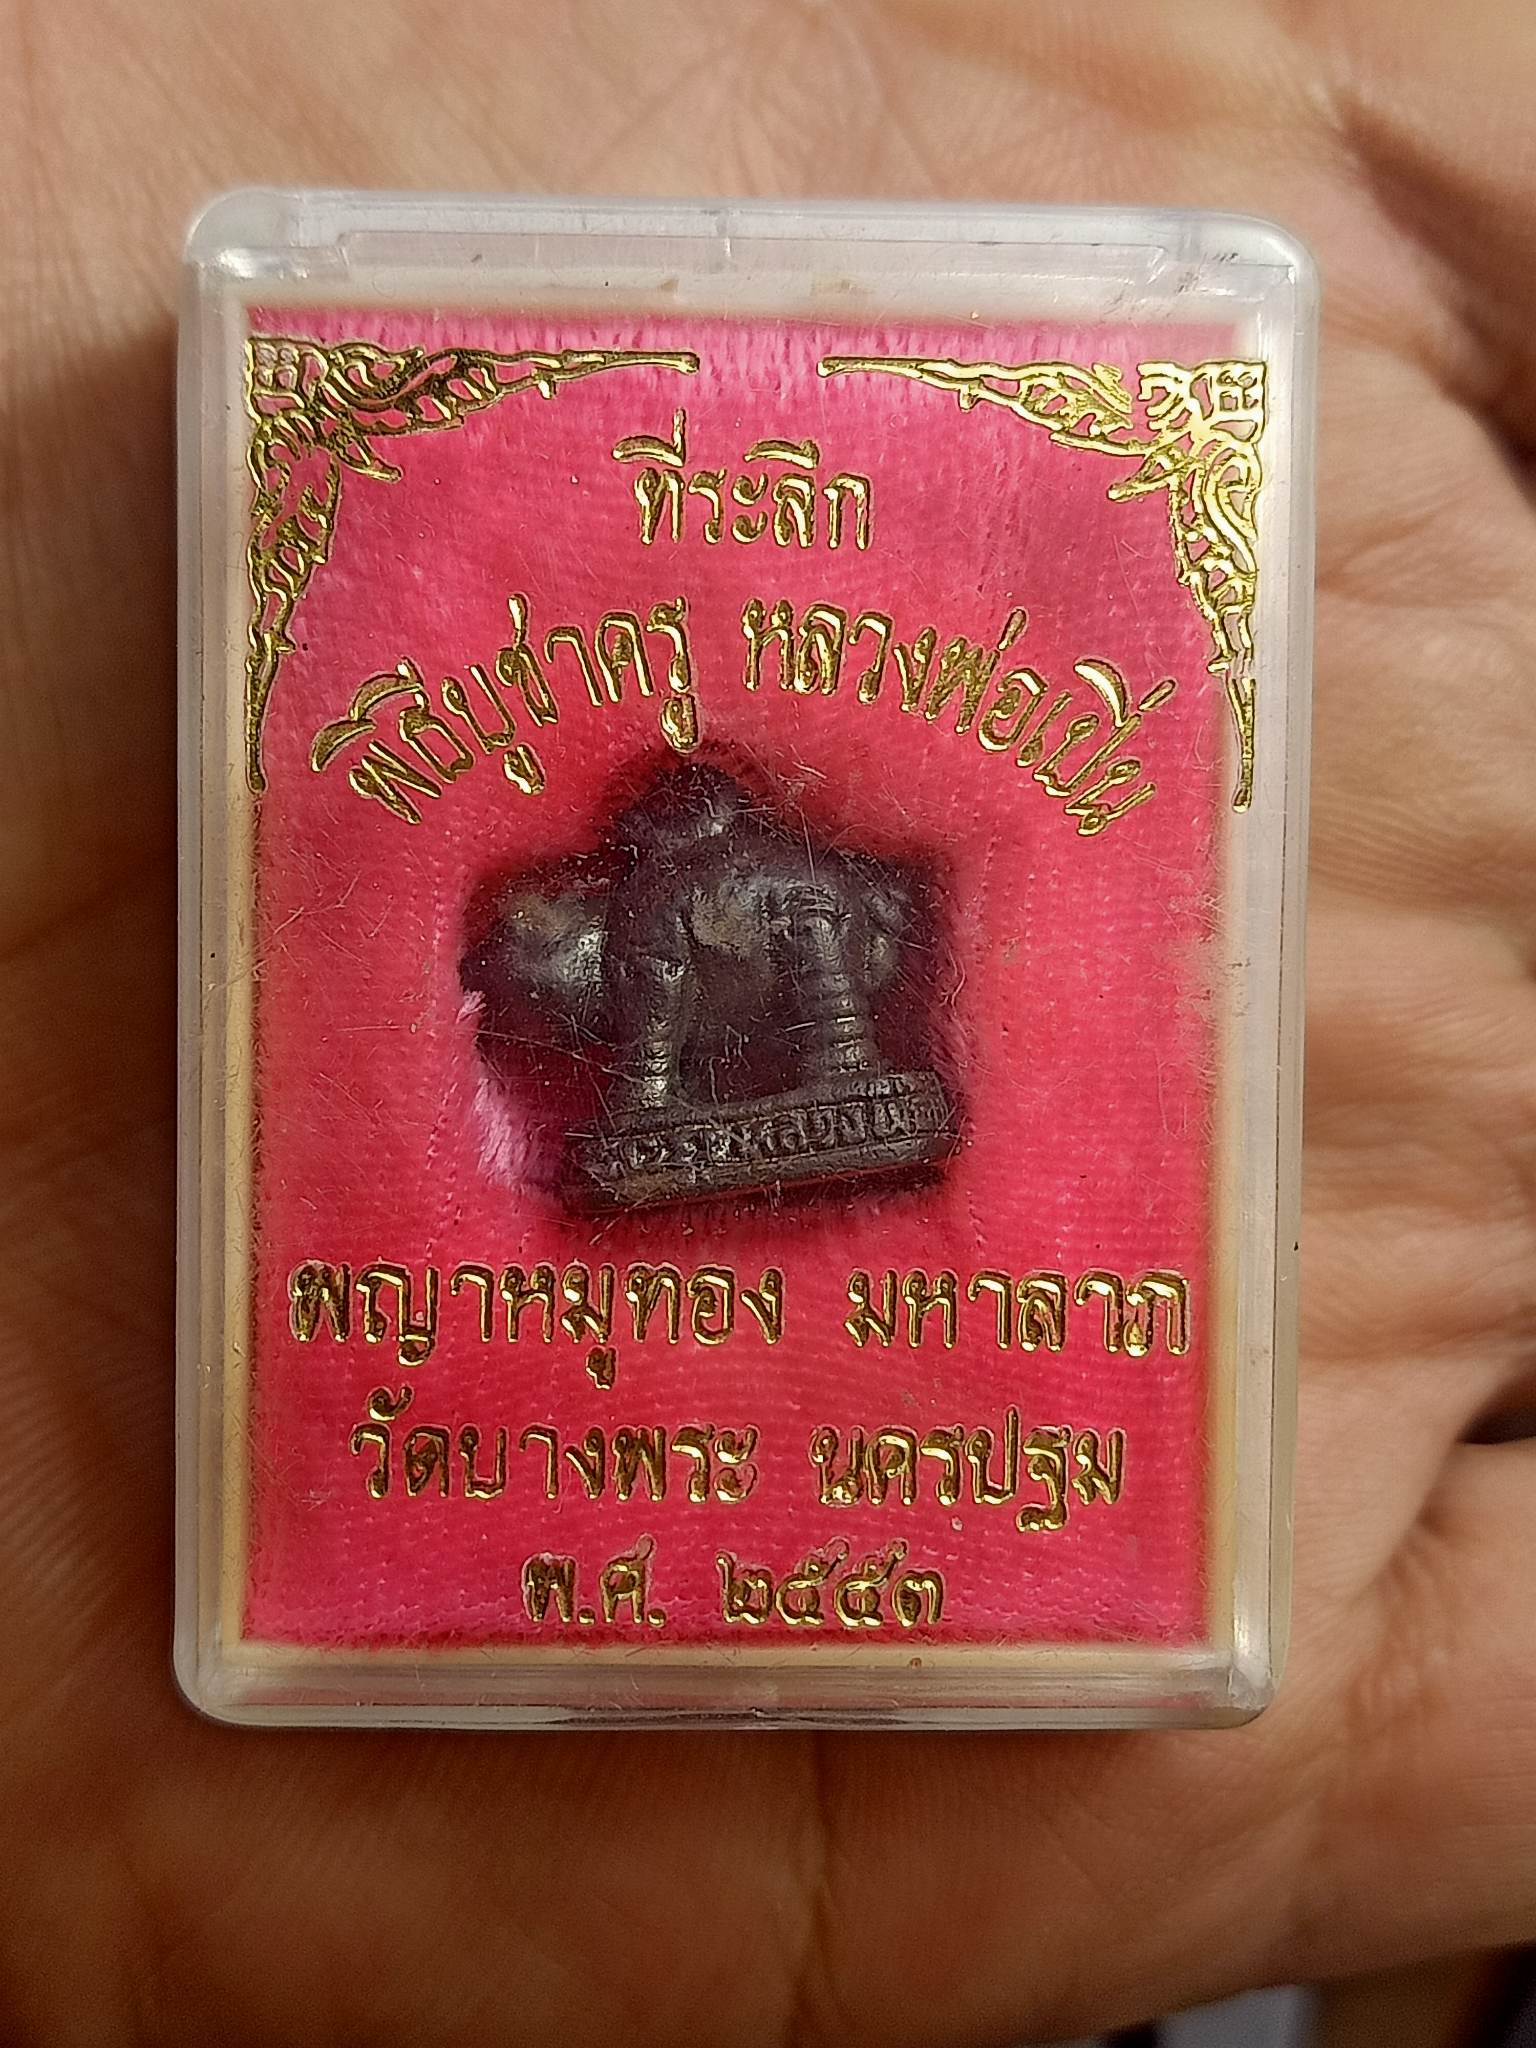 ที่ระลึก
พิธีบูชาครู หลวงพ่อเปิ่น
พญาหมูทอง มหาลาภ
วัดบางพระ นครปฐม
พ.ศ. ๒๕๕๓